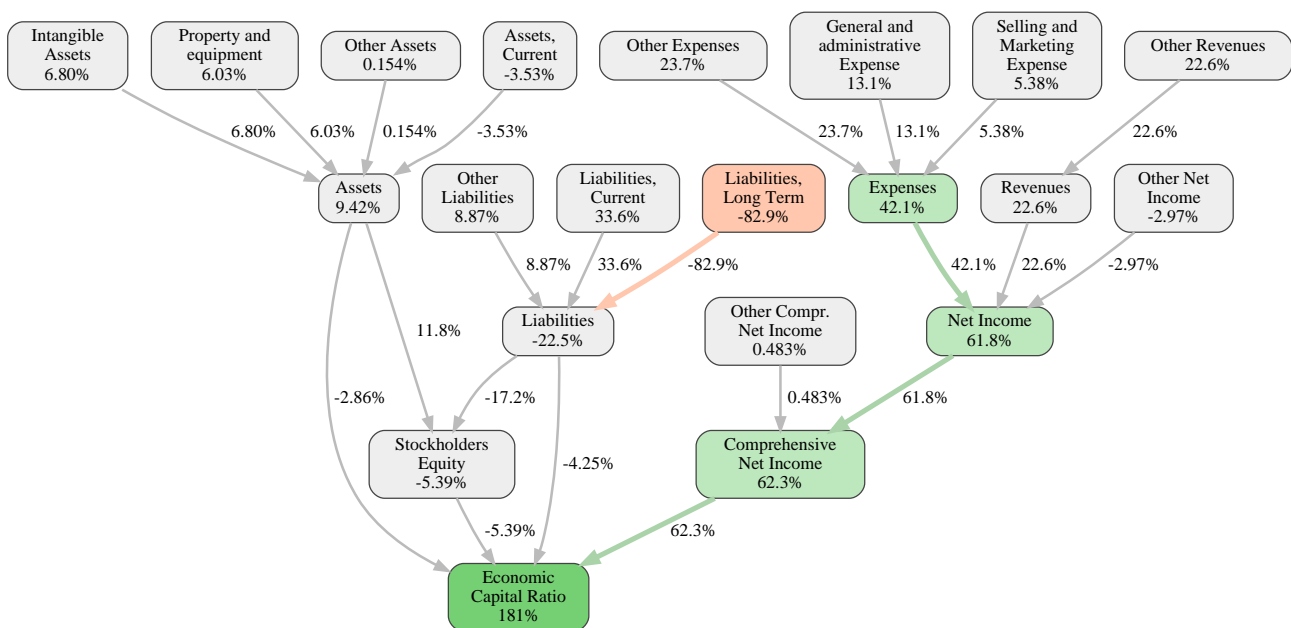 Intangible
Assets
6.80%
Property and
equipment
6.03%
Other Assets
0.154%
Assets,
Current
-3.53%
Other Expenses
23.7%
General and
administrative
Expense
13.1%
Selling and
Marketing
Expense
5.38%
Other Revenues
22.6%
6.80%
6.03%
0.154%
-3.53%
23.7%
13.1%
5.38%
22.6%
Assets
9.42%
Other
Liabilities
8.87%
Liabilities,
Current
33.6%
Liabilities,
Long Term
-82.9%
Expenses
42.1%
Revenues
22.6%
Other Net
Income
-2.97%
8.87%
33.6%
-82.9%
42.1%
22.6%
-2.97%
11.8%
Liabilities
-22.5%
Other Compr.
Net Income
0.483%
Net Income
61.8%
-2.86%
-17.2%
0.483%
61.8%
Stockholders
Equity
-5.39%
-4.25%
Comprehensive
Net Income
62.3%
-5.39%
62.3%
Economic
Capital Ratio
181%